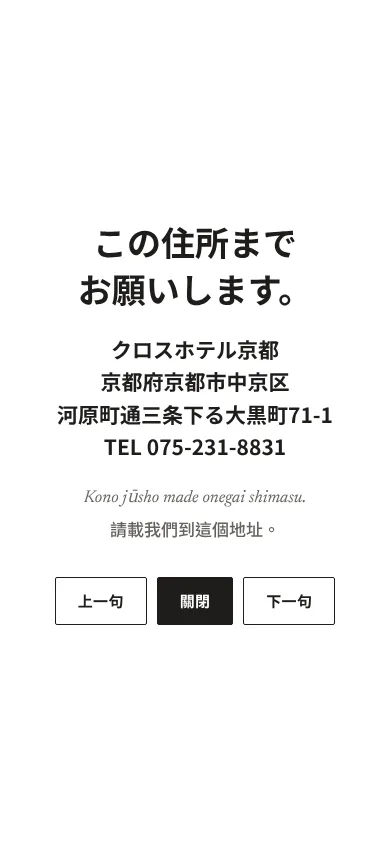 この住所まで
お願いします。
クロスホテル京都
京都府京都市中京区
河原町通三条下る大黒町71-1
TEL 075-231-8831
Kono jūsho made onegai shimasu.
請載我們到這個地址。
上一句
關閉
下一句